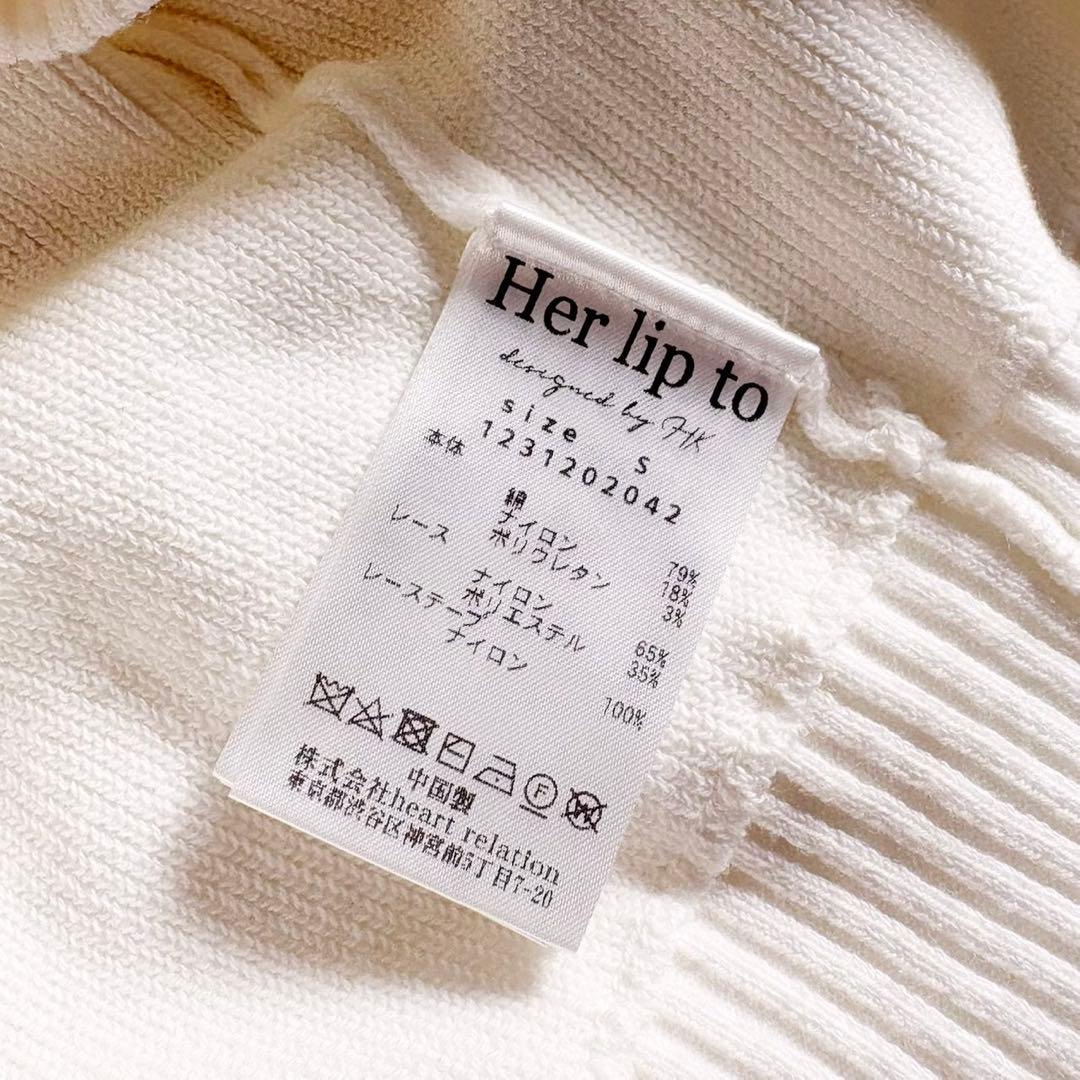 Her lip to
designed by HK
size S
1231202042
本体
綿 79%
ナイロン 18%
ポリウレタン 3%
レース
ナイロン 65%
ポリエステル 35%
レーステープ
ナイロン 100%
F
W
中国製
株式会社heart relation
東京都渋谷区神宮前5丁目7-20